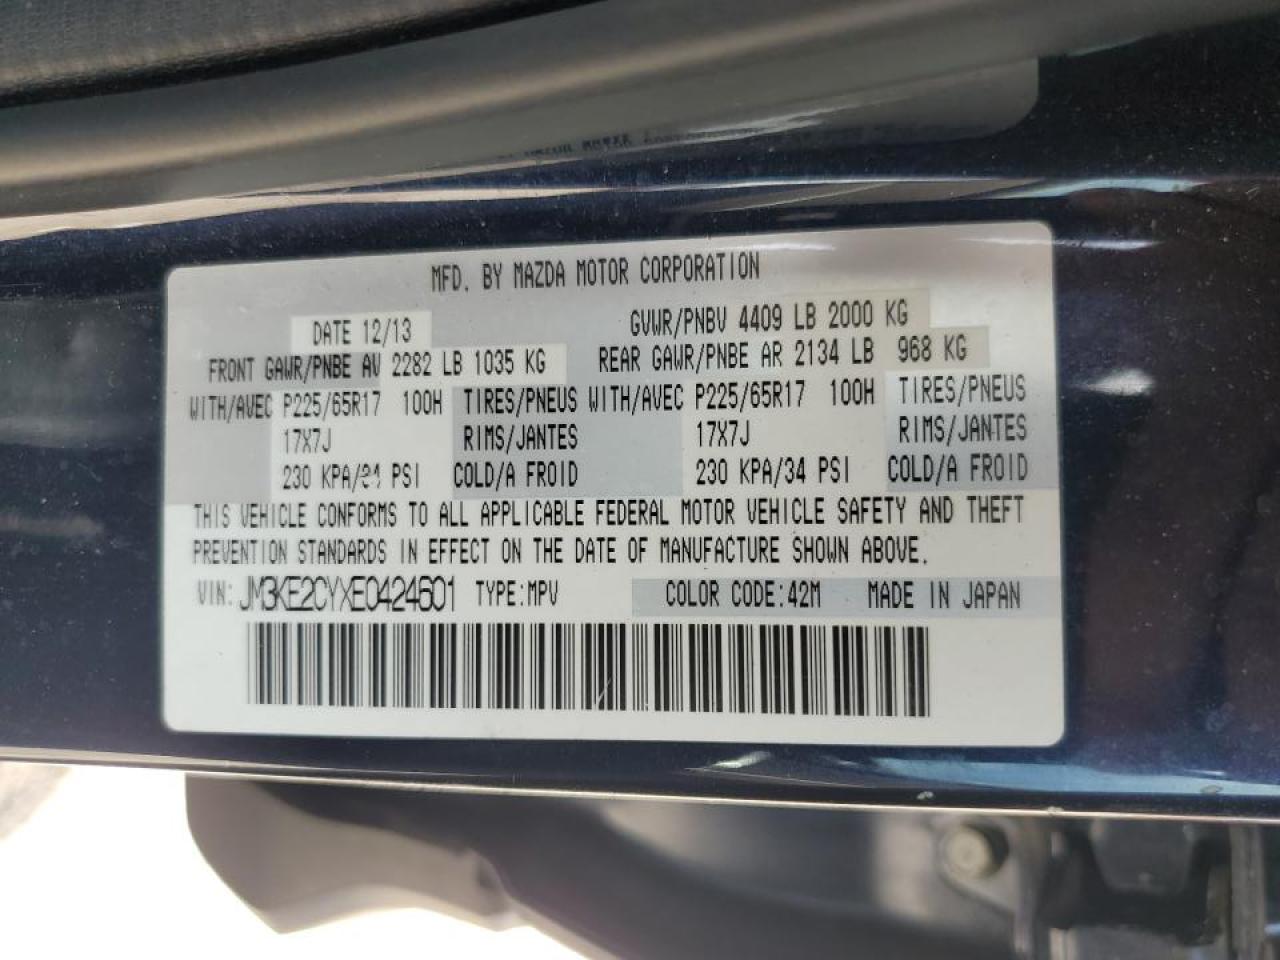 MFD. BY MAZDA MOTOR CORPORATION
DATE 12/13 GVWR/PNBV 4409 LB 2000 KG
FRONT GAWR/PNBE AV 2282 LB 1035 KG REAR GAWR/PNBE AR 2134 LB 968 KG
WITH/AVEC P225/65R17 100H TIRES/PNEUS WITH/AVEC P225/65R17 100H TIRES/PNEUS
17X7J RIMS/JANTES 17X7J RIMS/JANTES
230 KPA/34 PSI COLD/A FROID 230 KPA/34 PSI COLD/A FROID
THIS VEHICLE CONFORMS TO ALL APPLICABLE FEDERAL MOTOR VEHICLE SAFETY AND THEFT
PREVENTION STANDARDS IN EFFECT ON THE DATE OF MANUFACTURE SHOWN ABOVE.
VIN: JM3KE2CYXE0424601 TYPE:MPV COLOR CODE:42M MADE IN JAPAN